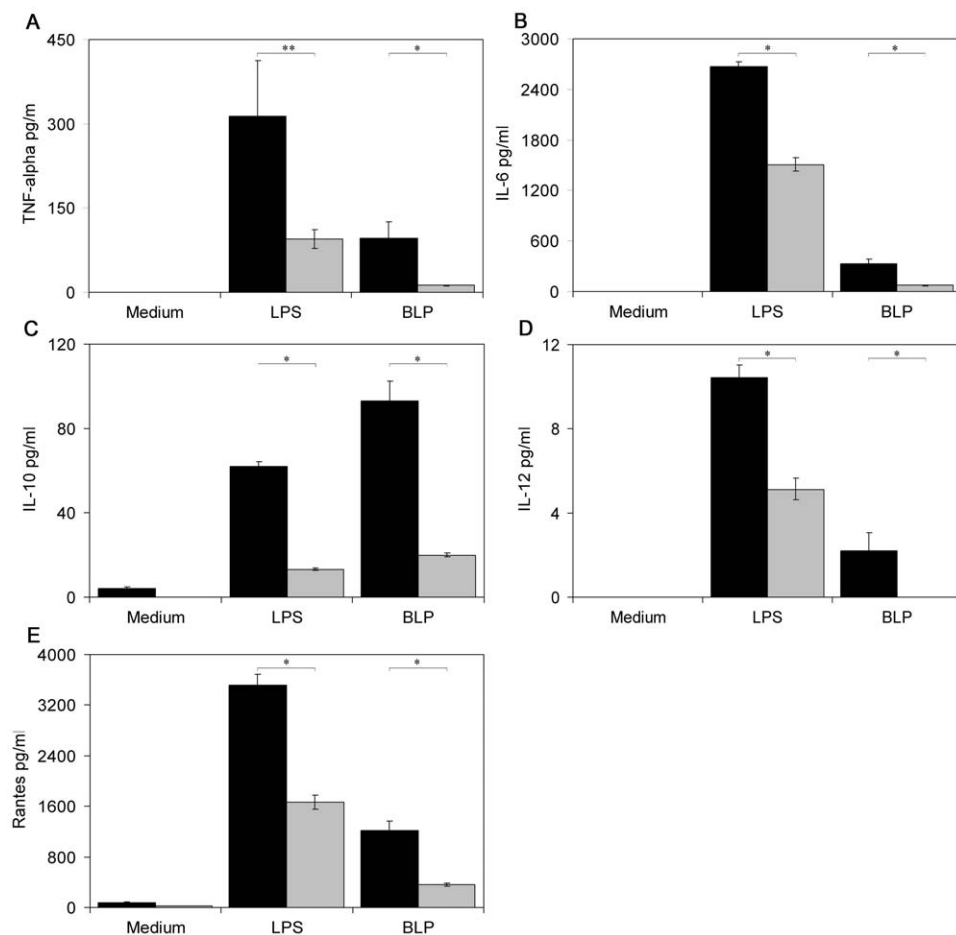 A
450
300
150
0
TNF-alpha pg/m
**
*
Medium
LPS
BLP
B
3000
2400
1800
1200
600
0
IL-6 pg/ml
*
*
Medium
LPS
BLP
C
120
80
40
0
IL-10 pg/ml
*
*
Medium
LPS
BLP
D
12
8
4
0
IL-12 pg/ml
*
*
Medium
LPS
BLP
E
4000
3200
2400
1600
800
0
Rantes pg/ml
*
*
Medium
LPS
BLP